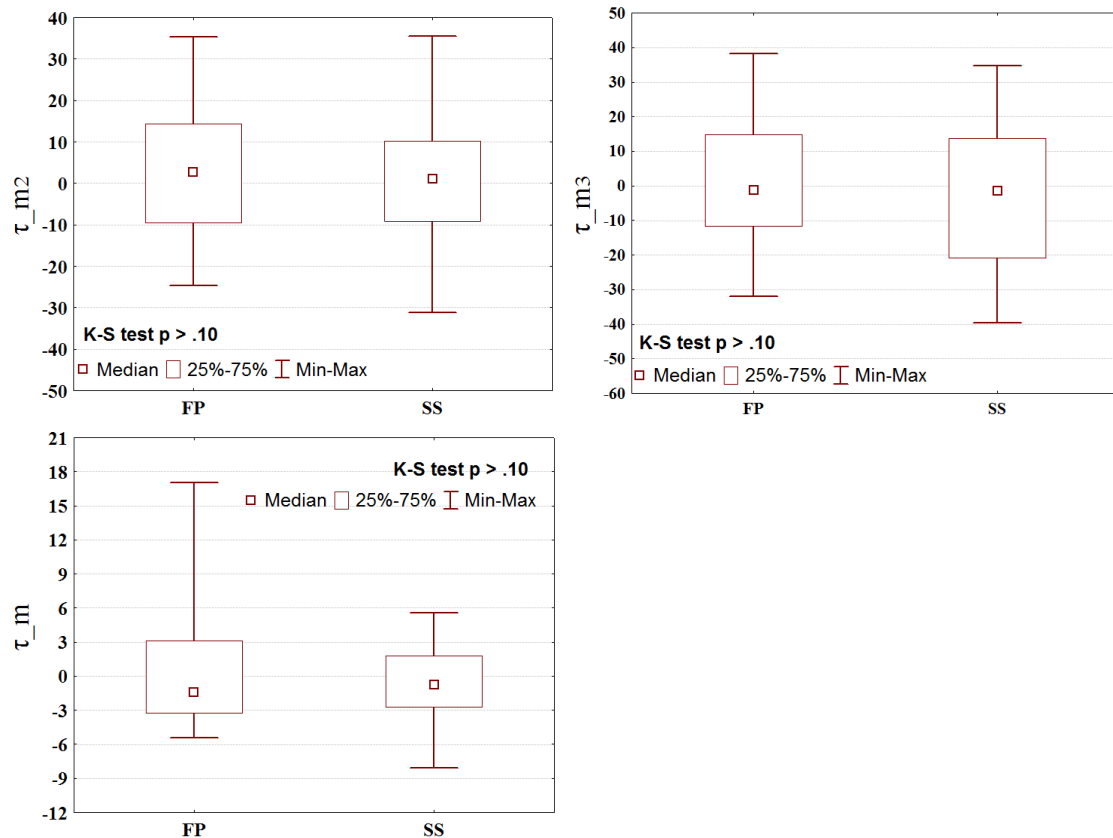 40
30
20
10
0
-10
-20
-30
-40
-50
τ_m2
K-S test p > .10
Median 25%-75% Min-Max
FP SS
50
40
30
20
10
0
-10
-20
-30
-40
-50
-60
τ_m3
K-S test p > .10
Median 25%-75% Min-Max
FP SS
21
18
15
12
9
6
3
0
-3
-6
-9
-12
τ_m
K-S test p > .10
Median 25%-75% Min-Max
FP SS